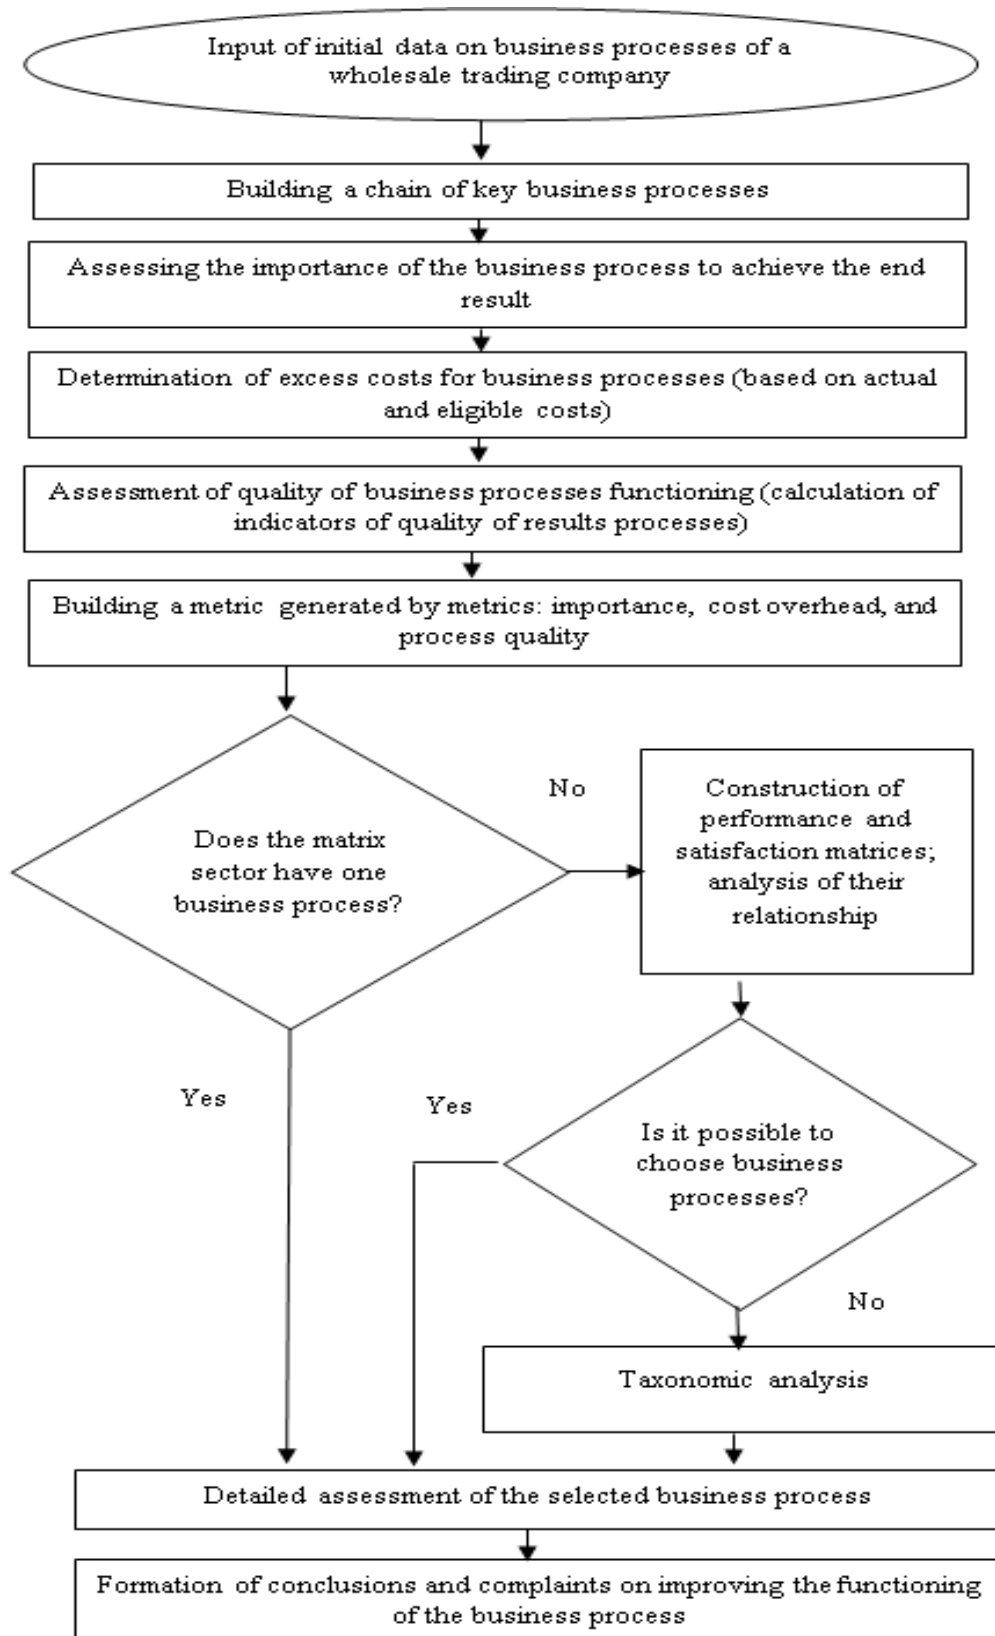 Input of initial data on business processes of a
wholesale trading company
Building a chain of key business processes
Assessing the importance of the business process to achieve the end
result
Determination of excess costs for business processes (based on actual
and eligible costs)
Assessment of quality of business processes functioning (calculation of
indicators of quality of results processes)
Building a metric generated by metrics: importance, cost overhead, and
process quality
Does the matrix
sector have one
business process?
No
Construction of
performance and
satisfaction matrices;
analysis of their
relationship
Yes
Yes
Is it possible to
choose business
processes?
No
Taxonomic analysis
Detailed assessment of the selected business process
Formation of conclusions and complaints on improving the functioning
of the business process